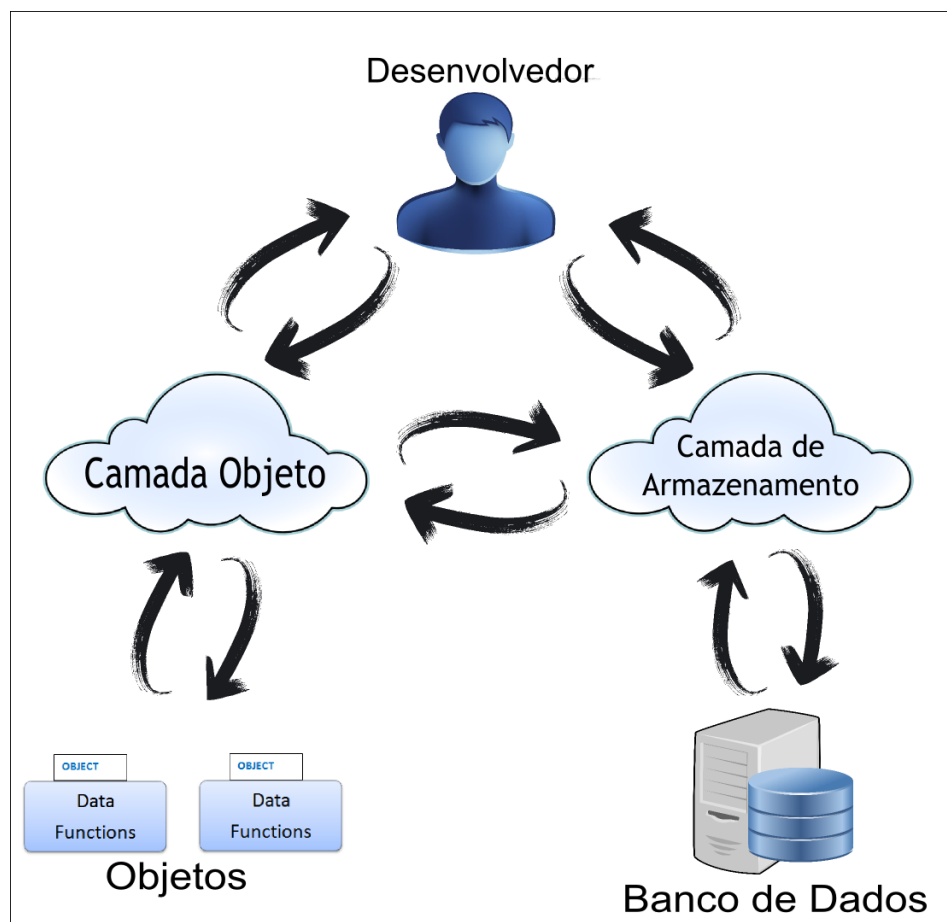 Desenvolvedor
Camada Objeto
Camada de
Armazenamento
OBJECT
Data
Functions
OBJECT
Data
Functions
Objetos
Banco de Dados